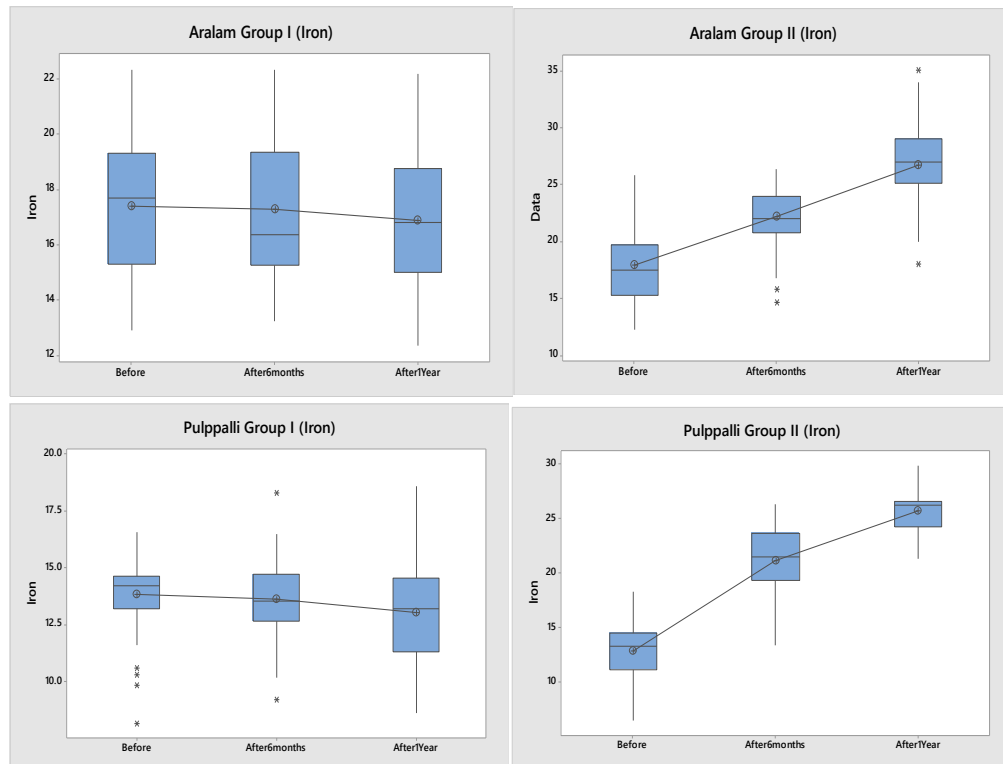 Aralam Group I (Iron)
22
20
18
16
14
12
Iron
Before After6months After1Year
Aralam Group II (Iron)
35
30
25
20
15
10
Data
Before After6months After1Year
Pulppalli Group I (Iron)
20.0
17.5
15.0
12.5
10.0
Iron
Before After6months After1Year
Pulppalli Group II (Iron)
30
25
20
15
10
Iron
Before After6months After1Year